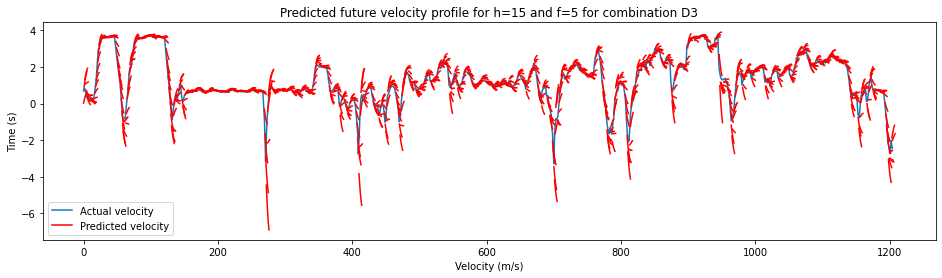 Predicted future velocity profile for h=15 and f=5 for combination D3
Time (s)
4
2
0
−2
−4
−6
Actual velocity
Predicted velocity
0 200 400 600 800 1000 1200
Velocity (m/s)